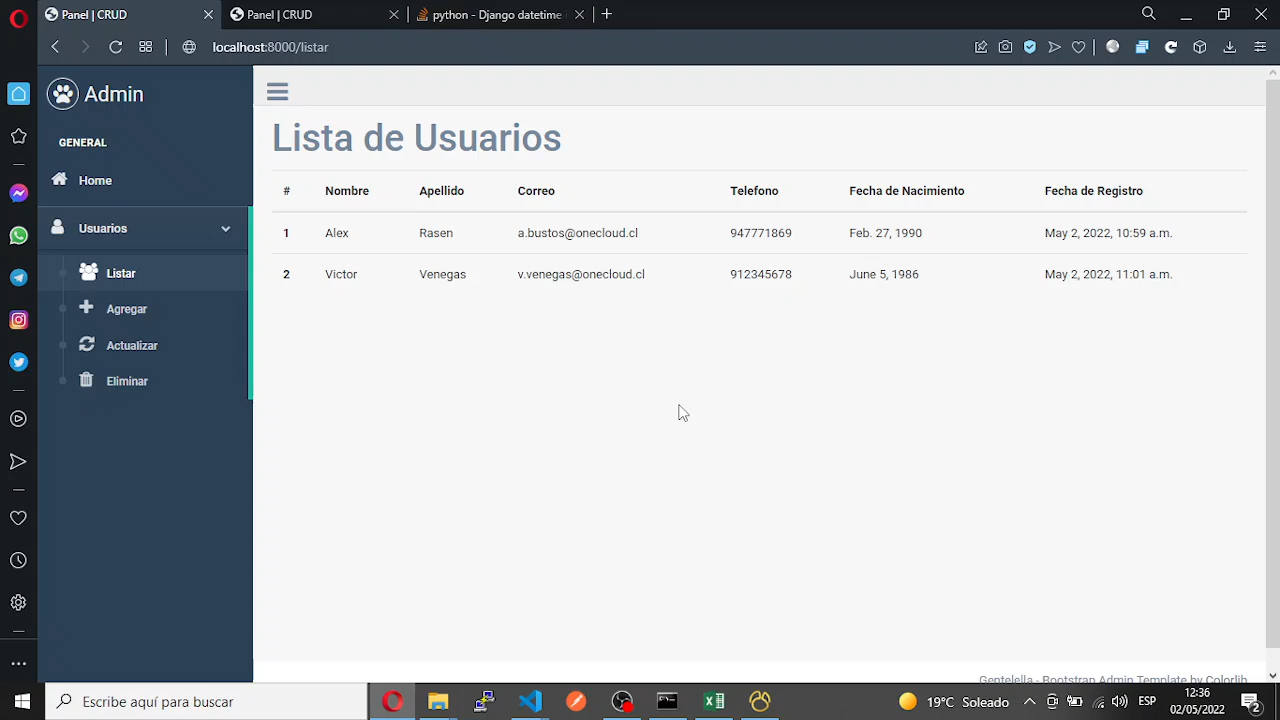 Panel | CRUD
Panel | CRUD
python - Django datetime
localhost:8000/listar
Admin
GENERAL
Home
Usuarios
Listar
Agregar
Actualizar
Eliminar
Lista de Usuarios
# Nombre Apellido Correo Telefono Fecha de Nacimiento Fecha de Registro
1 Alex Rasen a.bustos@onecloud.cl 947771869 Feb. 27, 1990 May 2, 2022, 10:59 a.m.
2 Victor Venegas v.venegas@onecloud.cl 912345678 June 5, 1986 May 2, 2022, 11:01 a.m.
Gentelella - Bootstrap Admin Template by Colorlib
Escribe aquí para buscar
19°C Soleado
ESP
12:36
02/05/2022
2